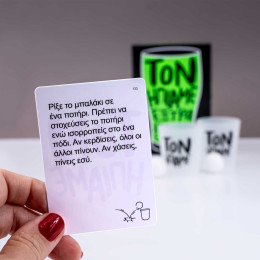 Ρίξε το μπαλάκι σε
ένα ποτήρι. Πρέπει να
στοχεύσεις το ποτήρι
ενώ ισορροπείς στο ένα
πόδι. Αν κερδίσεις, όλοι οι
άλλοι πίνουν. Αν χάσεις,
πίνεις εσύ.
ΤΟΝ
ΗΠΙΑΜΕ
ΤΟΝ
ΤΟΝ